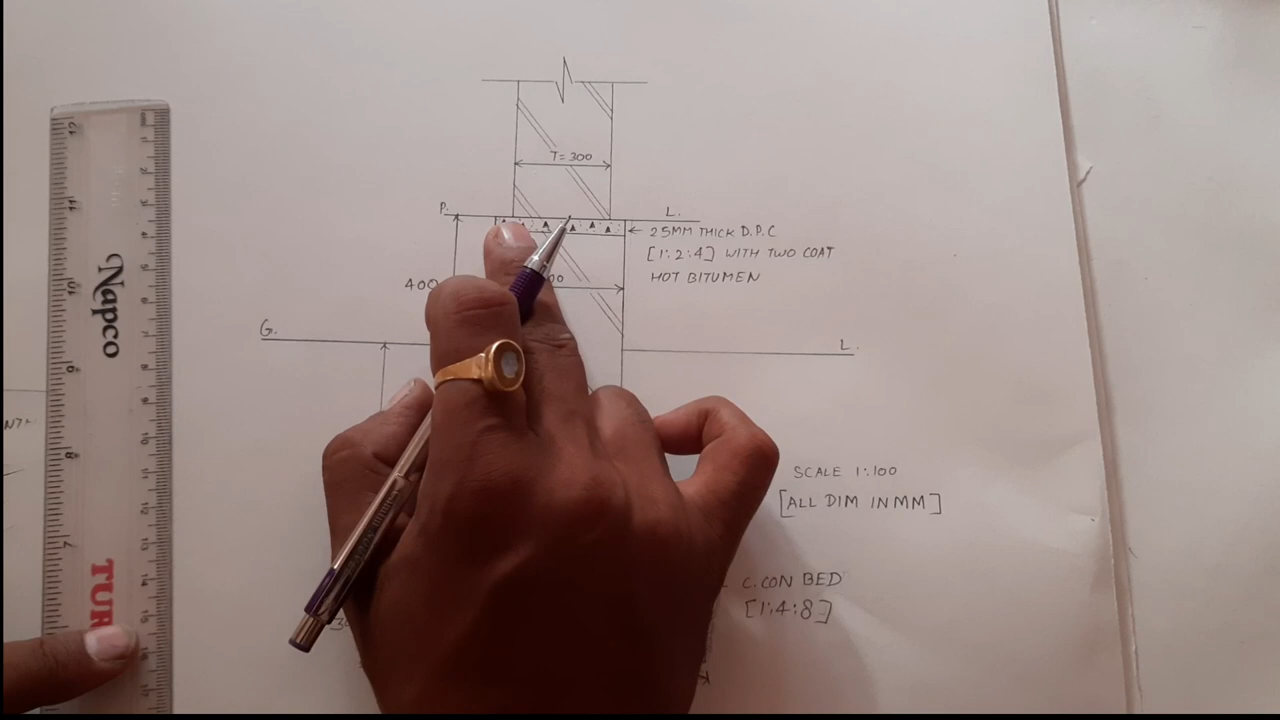 T=300
P. L.
25MM THICK D.P.C
[1:2:4] WITH TWO COAT
HOT BITUMEN
400
G. L.
SCALE 1:100
[ALL DIM IN MM]
C.CON BED
[1:4:8]
Napco